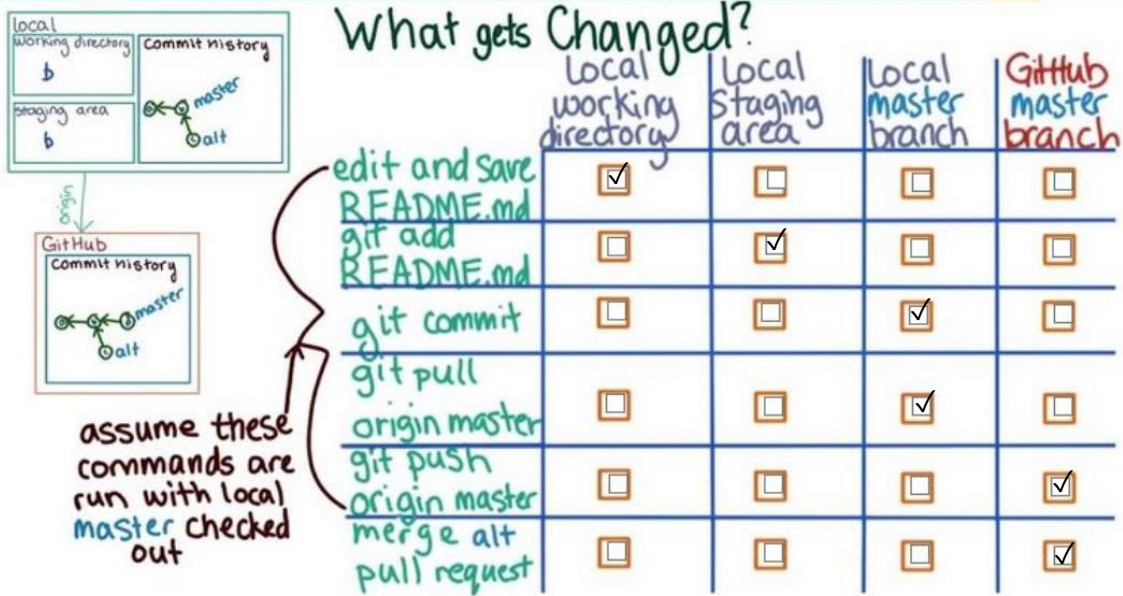 What gets Changed?
local
working directory
b
staging area
b
Commit History
master
alt
origin
GitHub
Commit History
master
alt
assume these
commands are
run with local
master checked
out
Local
working
directory
Local
Staging
area
Local
master
branch
GitHub
master
branch
edit and save
README.md
git add
README.md
git commit
git pull
origin master
git push
origin master
merge alt
pull request